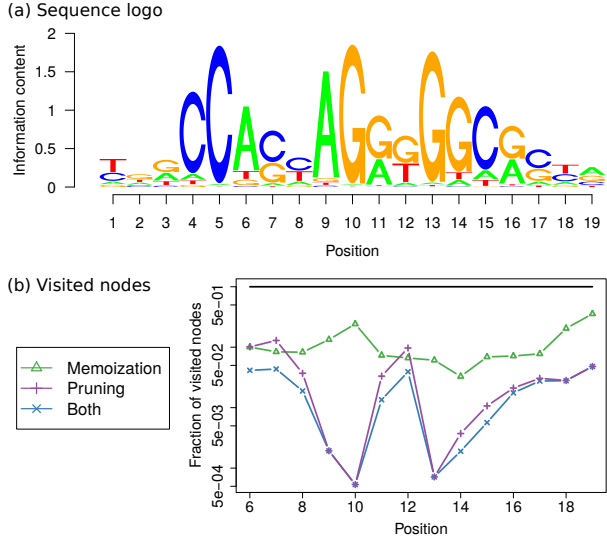 (a) Sequence logo
Information content
2
1.5
1
0.5
0
1 2 3 4 5 6 7 8 9 10 11 12 13 14 15 16 17 18 19
Position
(b) Visited nodes
Memoization
Pruning
Both
Fraction of visited nodes
5e-01
5e-02
5e-03
5e-04
6 8 10 12 14 16 18
Position